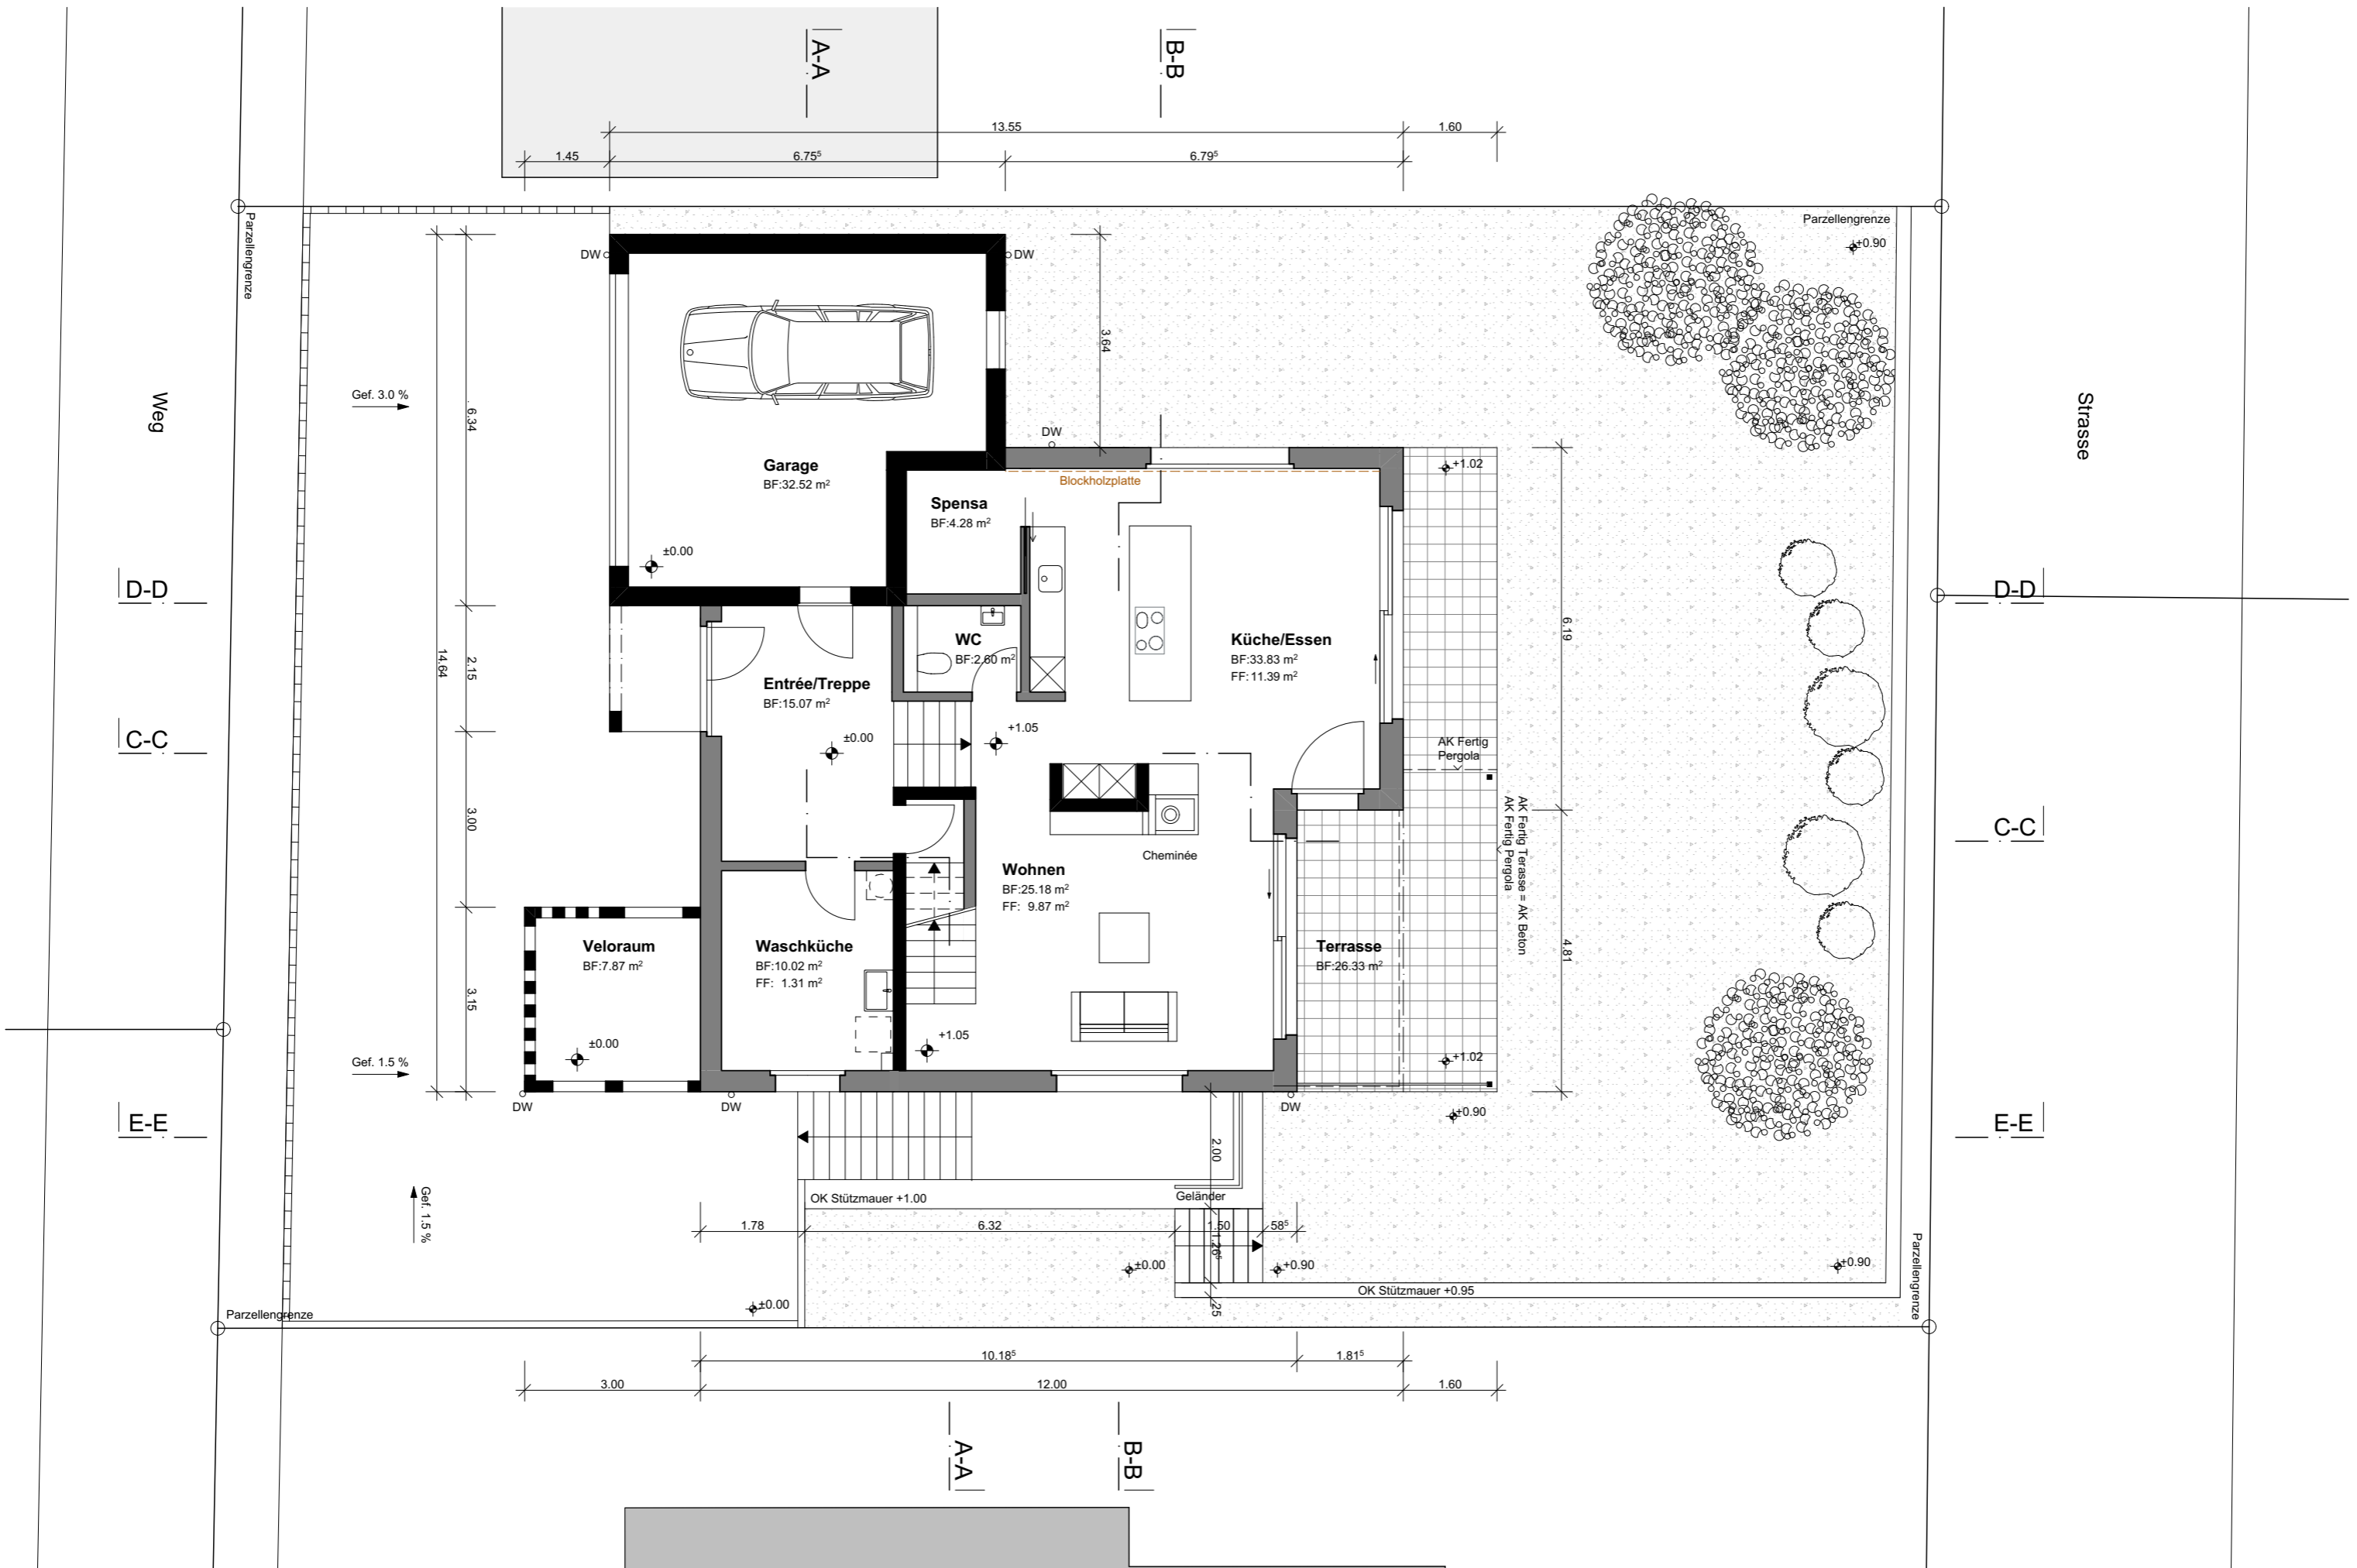 A-A
B-B
13.55
1.60
1.45
6.75⁵
6.79⁵
Parzellengrenze
Parzellengrenze
+0.90
DW
DW
3.64
Weg
Strasse
Gef. 3.0 %
6.34
DW
Garage
BF:32.52 m²
±0.00
Blockholzplatte
Spensa
BF:4.28 m²
+1.02
D-D
D-D
WC
BF:2.60 m²
Küche/Essen
BF:33.83 m²
FF: 11.39 m²
6.19
14.64
2.15
Entrée/Treppe
BF:15.07 m²
±0.00
+1.05
C-C
AK Fertig
Pergola
3.00
AK Fertig Terasse = AK Beton
AK Fertig Pergola
C-C
Cheminée
Wohnen
BF:25.18 m²
FF: 9.87 m²
Veloraum
BF:7.87 m²
Waschküche
BF:10.02 m²
FF: 1.31 m²
Terrasse
BF:26.33 m²
4.81
3.15
±0.00
+1.05
+1.02
Gef. 1.5 %
DW
DW
DW
+0.90
E-E
E-E
2.00
Gef. 1.5 %
OK Stützmauer +1.00
Geländer
1.78
6.32
1.50
58⁵
1.26⁵
±0.00
+0.90
+0.90
Parzellengrenze
OK Stützmauer +0.95
25
±0.00
Parzellengrenze
10.18⁵
1.81⁵
3.00
12.00
1.60
A-A
B-B